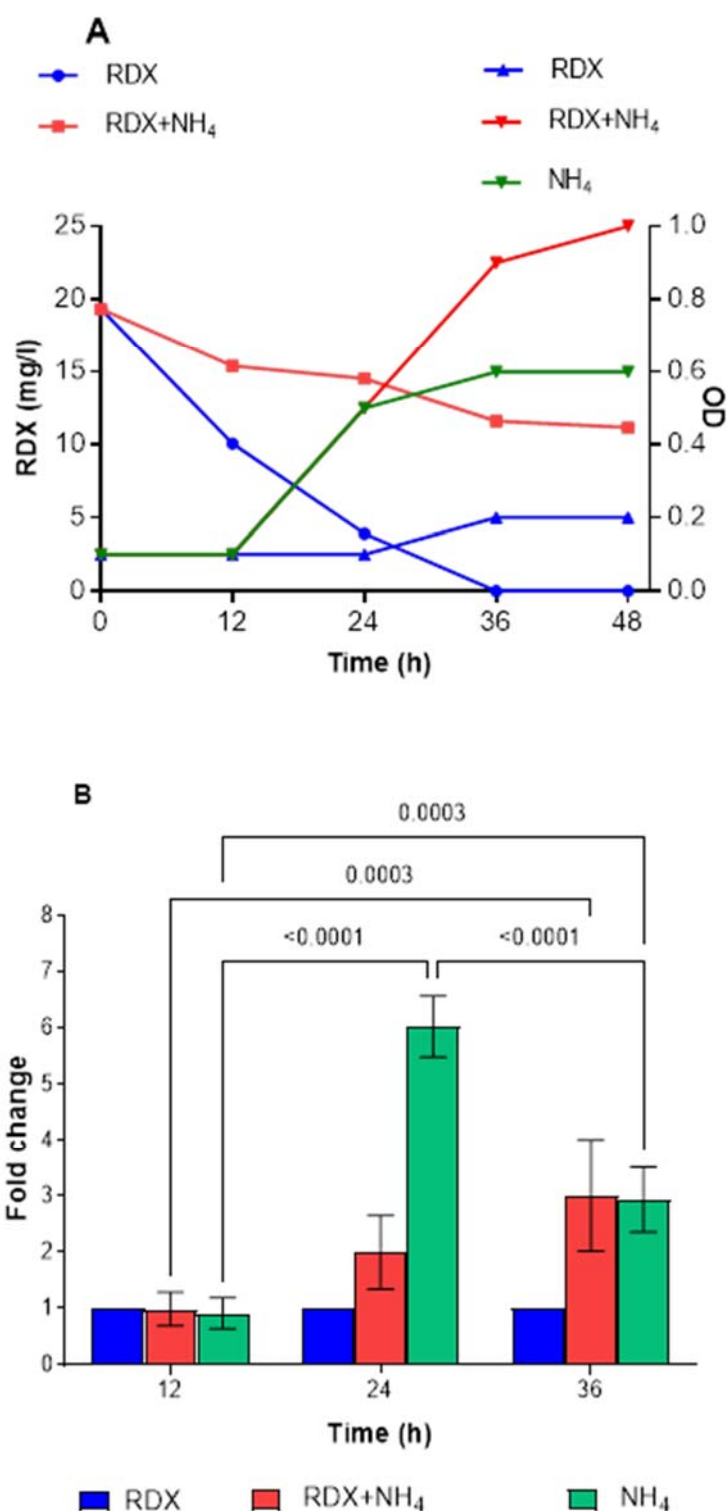 A
RDX
RDX
RDX+NH₄
RDX+NH₄
NH₄
25
1.0
20
0.8
15
0.6
10
0.4
5
0.2
0
0.0
RDX (mg/l)
OD
0 12 24 36 48
Time (h)
B
0.0003
0.0003
<0.0001 <0.0001
8
7
6
5
4
3
2
1
0
Fold change
12 24 36
Time (h)
RDX RDX+NH₄ NH₄